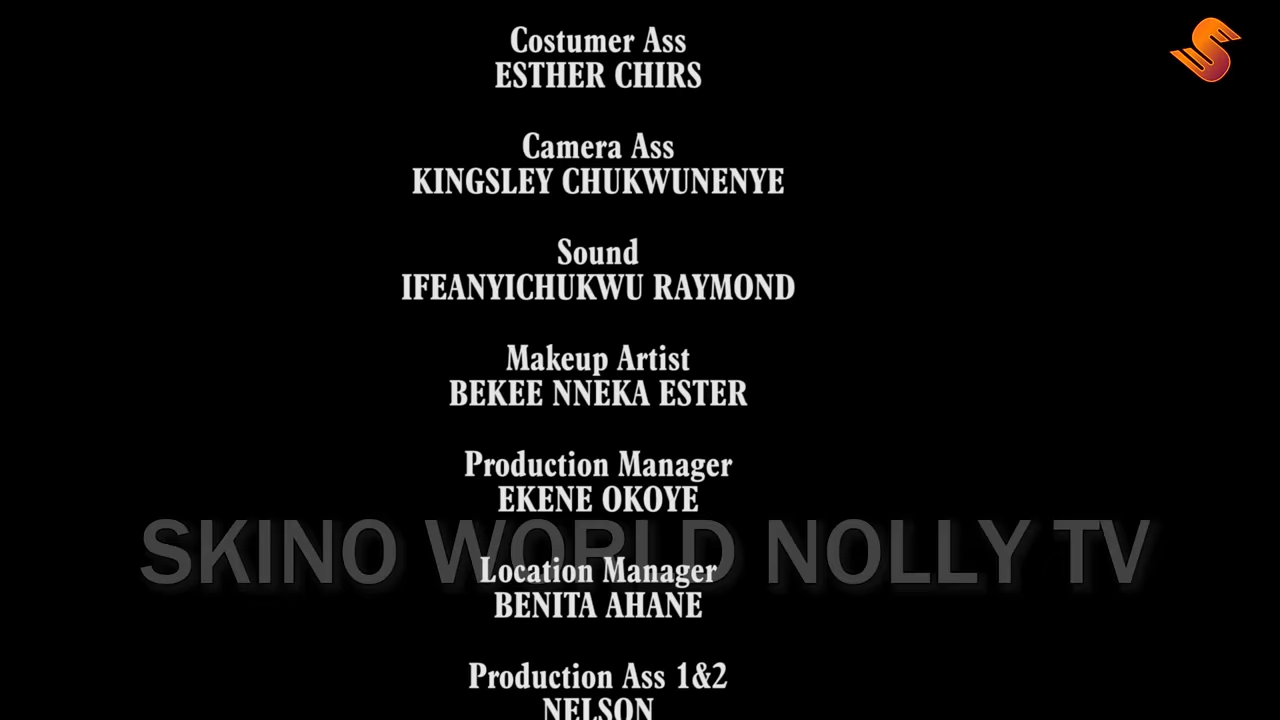 Costumer Ass
ESTHER CHIRS
Camera Ass
KINGSLEY CHUKWUNENYE
Sound
IFEANYICHUKWU RAYMOND
Makeup Artist
BEKEE NNEKA ESTER
Production Manager
EKENE OKOYE
SKINO WORLD NOLLY TV
Location Manager
BENITA AHANE
Production Ass 1&2
NELSON